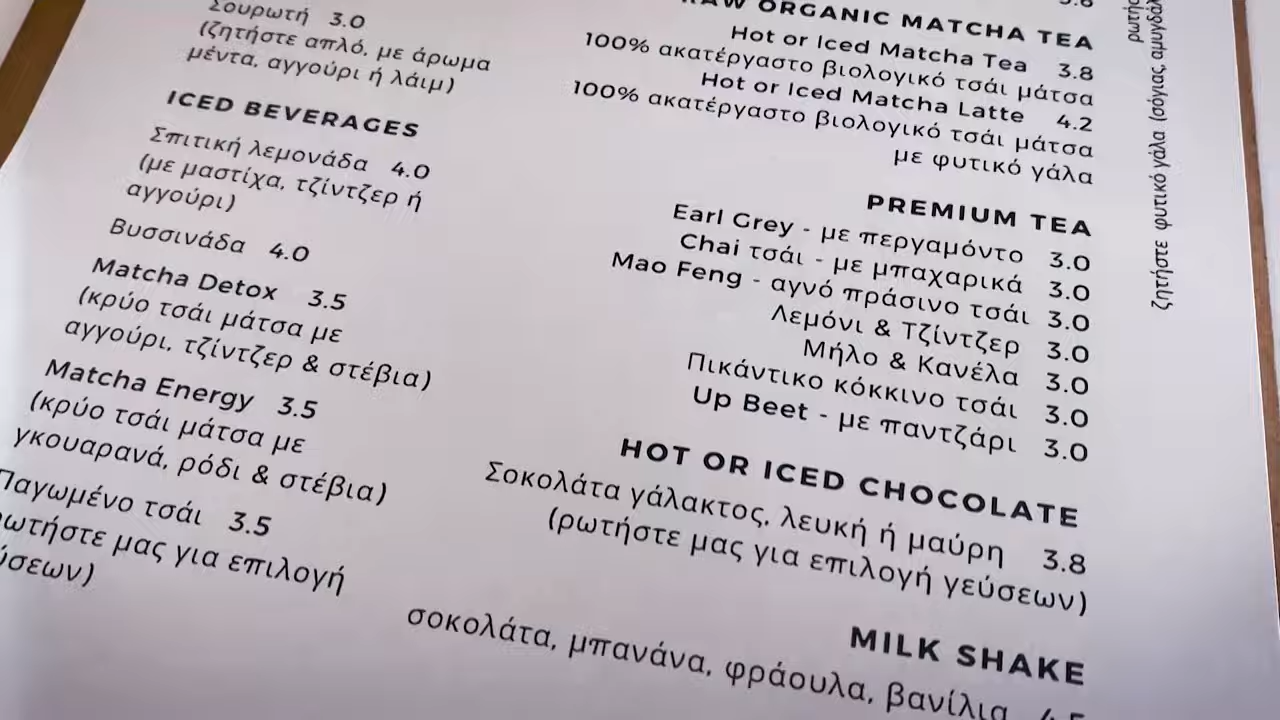 Σουρωτή 3.0
(ζητήστε απλό, με άρωμα
μέντα, αγγούρι ή λάιμ)
ICED BEVERAGES
Σπιτική λεμονάδα 4.0
(με μαστίχα, τζίντζερ ή
αγγούρι)
Βυσσινάδα 4.0
Matcha Detox 3.5
(κρύο τσάι μάτσα με
αγγούρι, τζίντζερ & στέβια)
Matcha Energy 3.5
(κρύο τσάι μάτσα με
γκουαρανά, ρόδι & στέβια)
Παγωμένο τσάι 3.5
ρωτήστε μας για επιλογή
ύσεων)
RAW ORGANIC MATCHA TEA
Hot or Iced Matcha Tea 3.8
100% ακατέργαστο βιολογικό τσάι μάτσα
Hot or Iced Matcha Latte 4.2
100% ακατέργαστο βιολογικό τσάι μάτσα
με φυτικό γάλα
PREMIUM TEA
Earl Grey - με περγαμόντο 3.0
Chai τσάι - με μπαχαρικά 3.0
Mao Feng - αγνό πράσινο τσάι 3.0
Λεμόνι & Τζίντζερ 3.0
Μήλο & Κανέλα 3.0
Πικάντικο κόκκινο τσάι 3.0
Up Beet - με παντζάρι 3.0
HOT OR ICED CHOCOLATE
Σοκολάτα γάλακτος, λευκή ή μαύρη 3.8
(ρωτήστε μας για επιλογή γεύσεων)
MILK SHAKE
σοκολάτα, μπανάνα, φράουλα, βανίλια 4.5
ζητήστε φυτικό γάλα (σόγιας αμυγδάλ